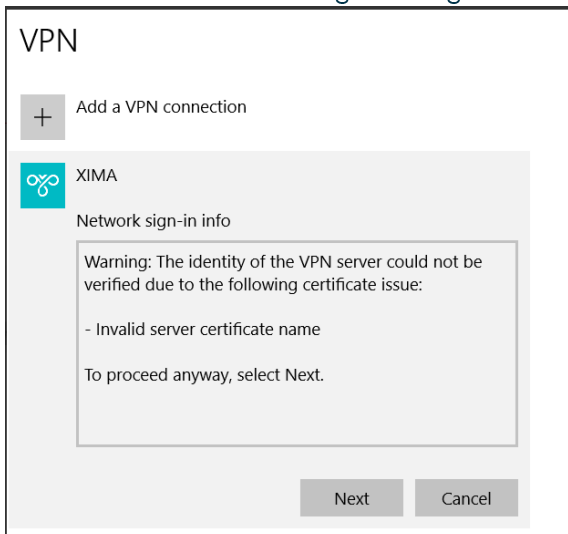 VPN
Add a VPN connection
XIMA
Network sign-in info
Warning: The identity of the VPN server could not be
verified due to the following certificate issue:
- Invalid server certificate name
To proceed anyway, select Next.
Next
Cancel